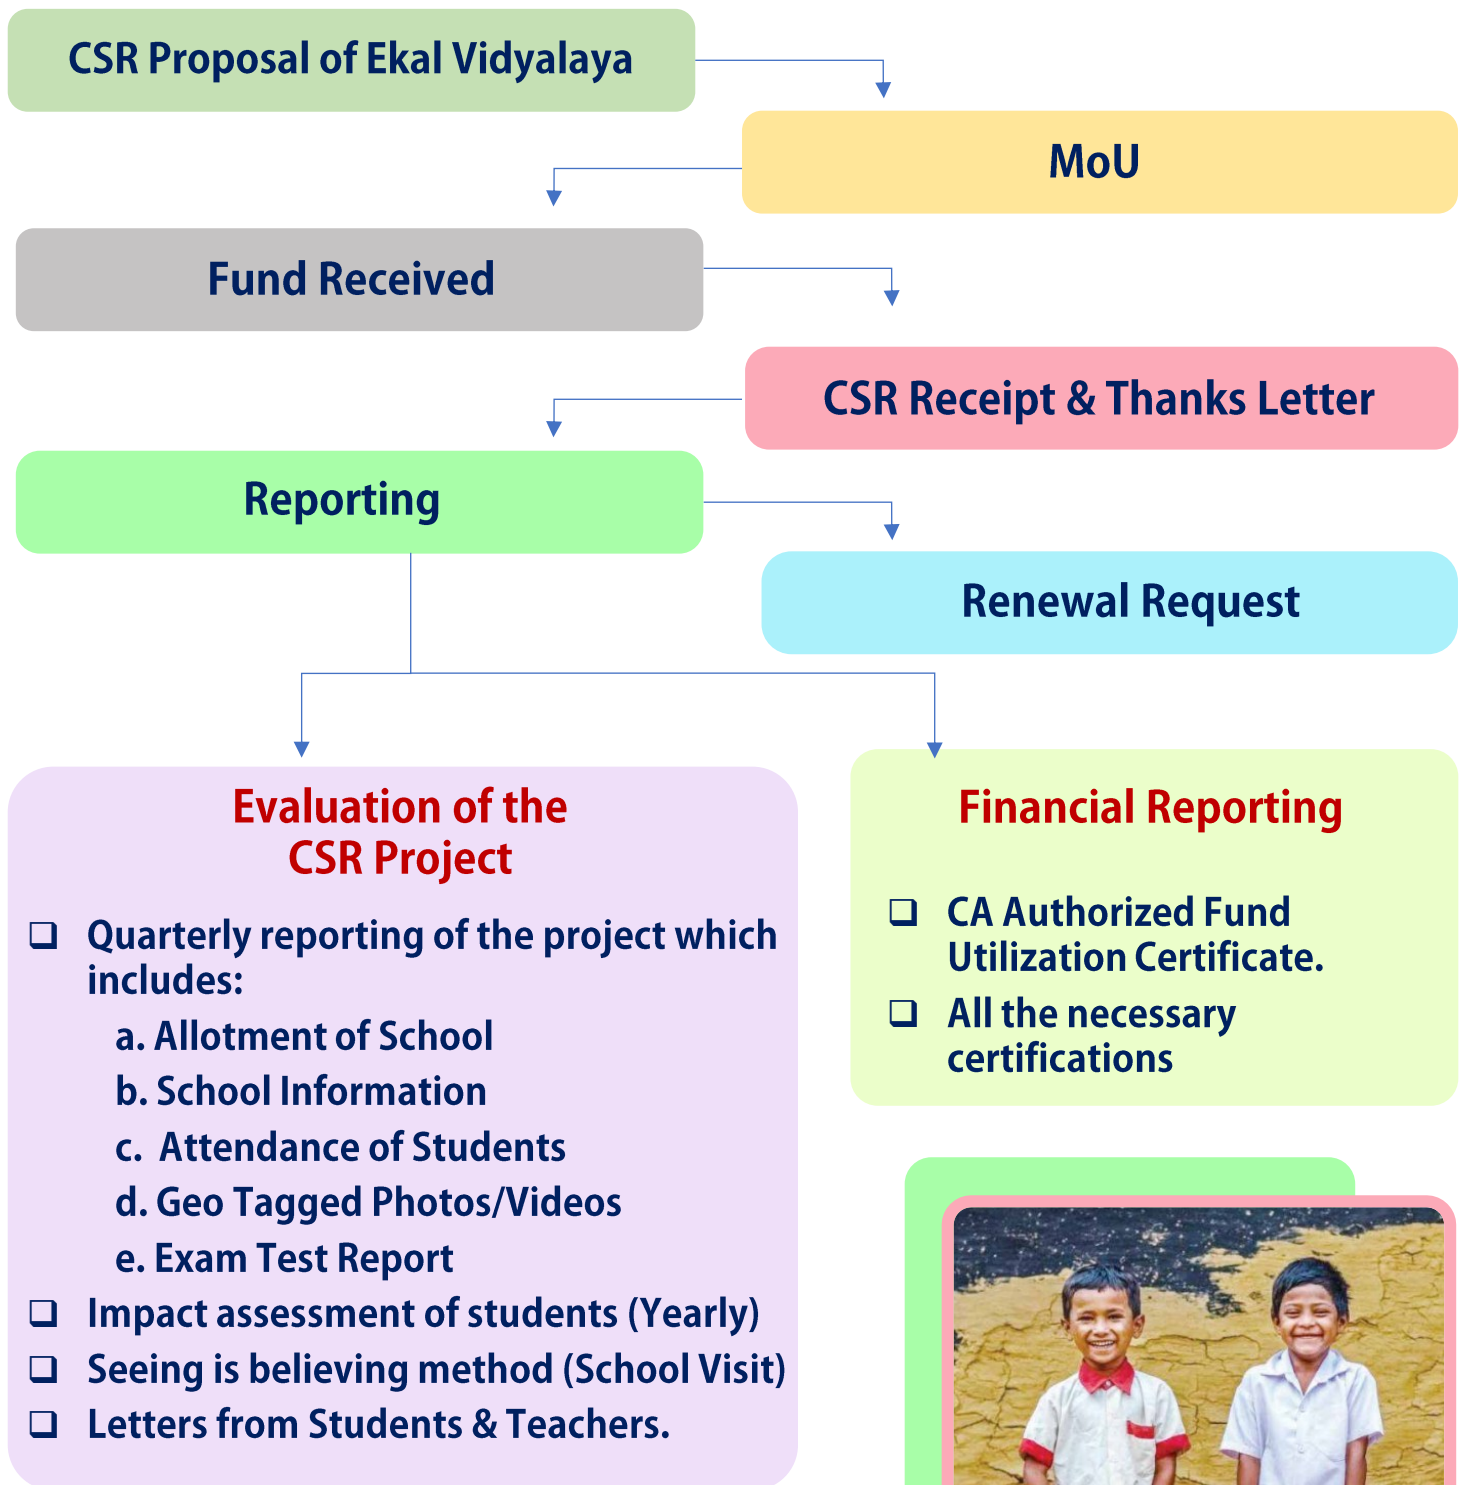 CSR Proposal of Ekal Vidyalaya
MoU
Fund Received
CSR Receipt & Thanks Letter
Reporting
Renewal Request
Evaluation of the
CSR Project
❑ Quarterly reporting of the project which
includes:
a. Allotment of School
b. School Information
c. Attendance of Students
d. Geo Tagged Photos/Videos
e. Exam Test Report
❑ Impact assessment of students (Yearly)
❑ Seeing is believing method (School Visit)
❑ Letters from Students & Teachers.
Financial Reporting
❑ CA Authorized Fund
Utilization Certificate.
❑ All the necessary
certifications